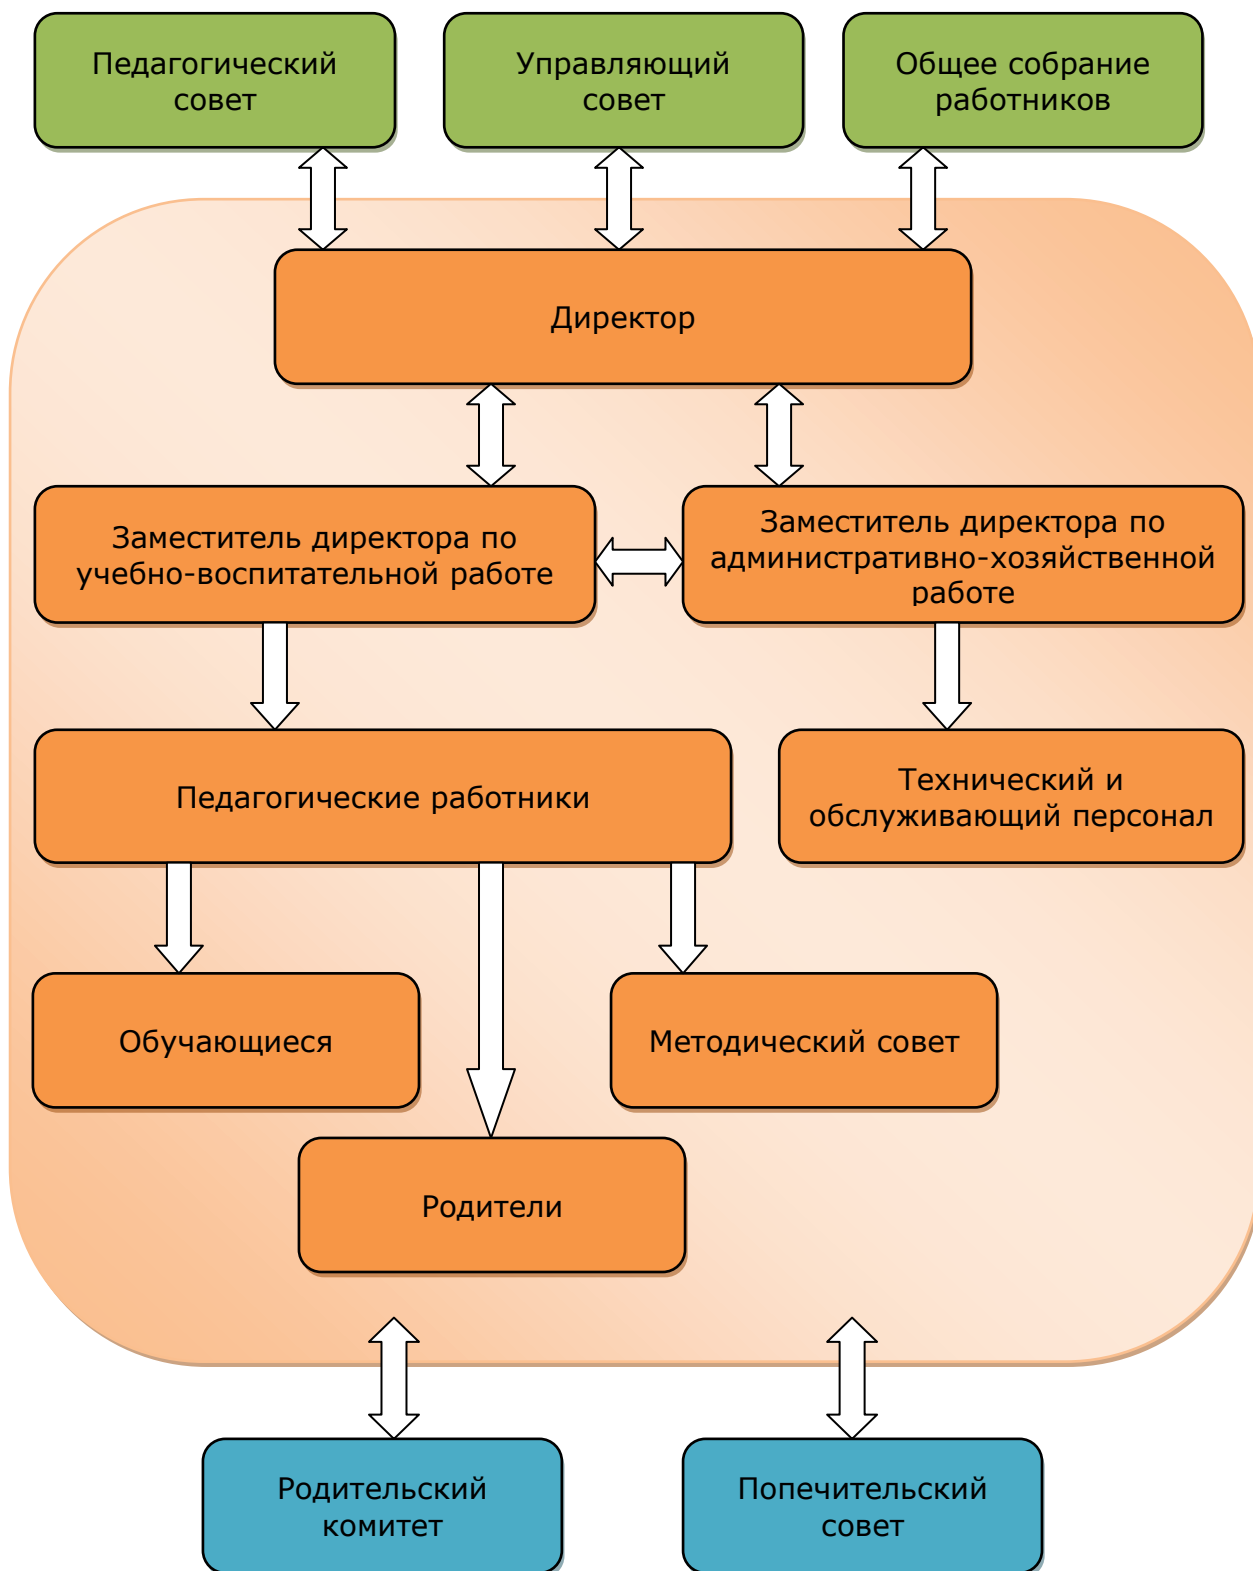 Педагогический
совет
Управляющий
совет
Общее собрание
работников
Директор
Заместитель директора по
учебно-воспитательной работе
Заместитель директора по
административно-хозяйственной
работе
Педагогические работники
Технический и
обслуживающий персонал
Обучающиеся
Методический совет
Родители
Родительский
комитет
Попечительский
совет